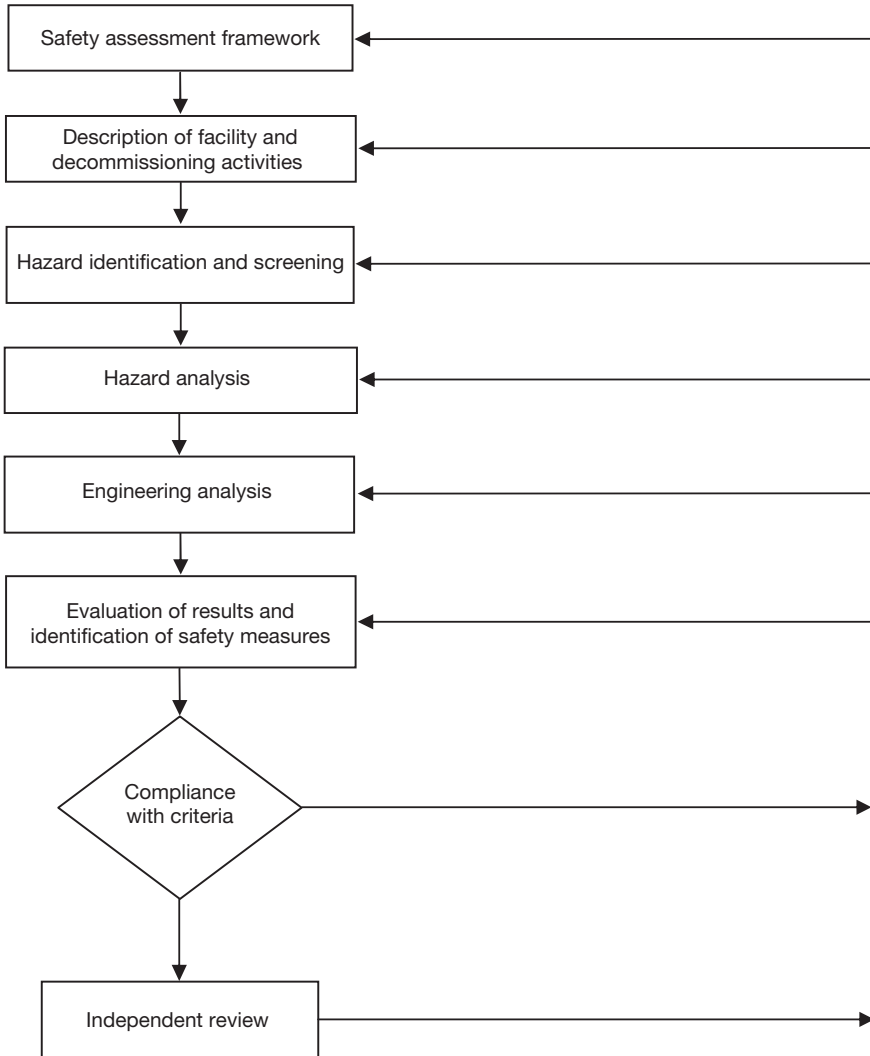 Safety assessment framework
Description of facility and
decommissioning activities
Hazard identification and screening
Hazard analysis
Engineering analysis
Evaluation of results and
identification of safety measures
Compliance
with criteria
Independent review